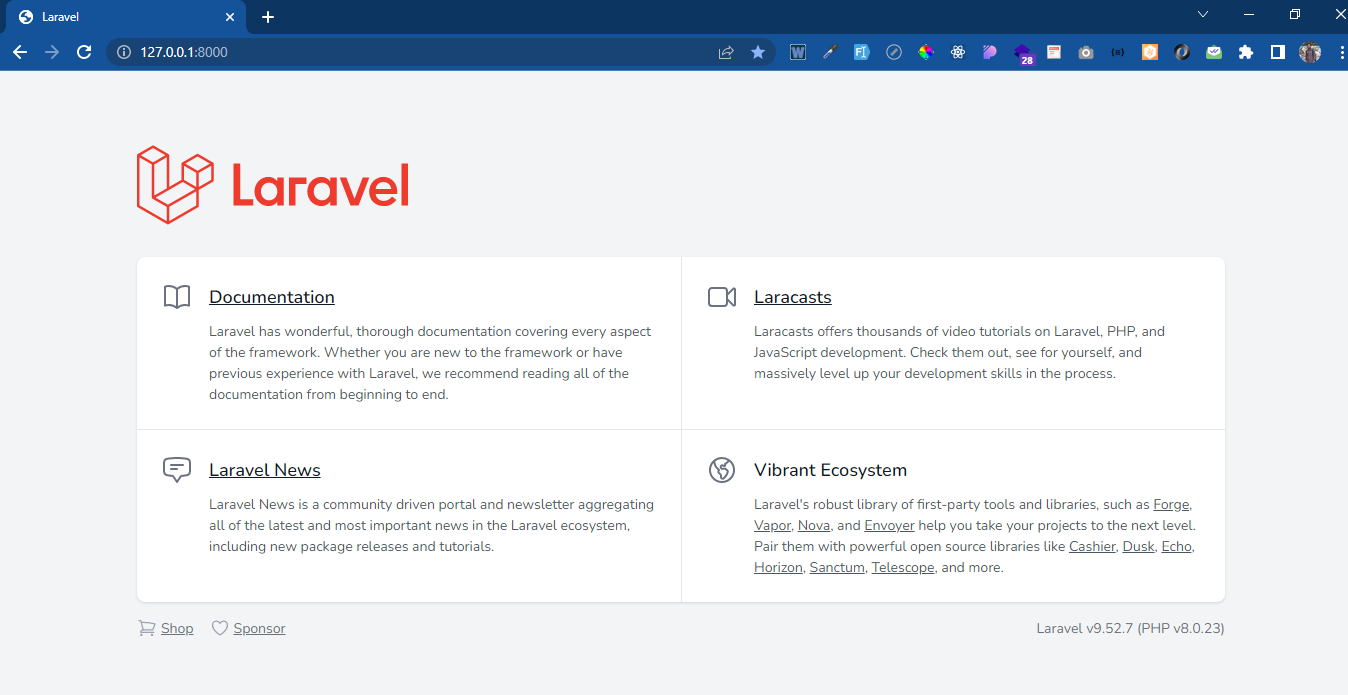 Laravel
127.0.0.1:8000
28
Laravel
Documentation
Laravel has wonderful, thorough documentation covering every aspect
of the framework. Whether you are new to the framework or have
previous experience with Laravel, we recommend reading all of the
documentation from beginning to end.
Laracasts
Laracasts offers thousands of video tutorials on Laravel, PHP, and
JavaScript development. Check them out, see for yourself, and
massively level up your development skills in the process.
Laravel News
Laravel News is a community driven portal and newsletter aggregating
all of the latest and most important news in the Laravel ecosystem,
including new package releases and tutorials.
Vibrant Ecosystem
Laravel's robust library of first-party tools and libraries, such as Forge,
Vapor, Nova, and Envoyer help you take your projects to the next level.
Pair them with powerful open source libraries like Cashier, Dusk, Echo,
Horizon, Sanctum, Telescope, and more.
Shop
Sponsor
Laravel v9.52.7 (PHP v8.0.23)